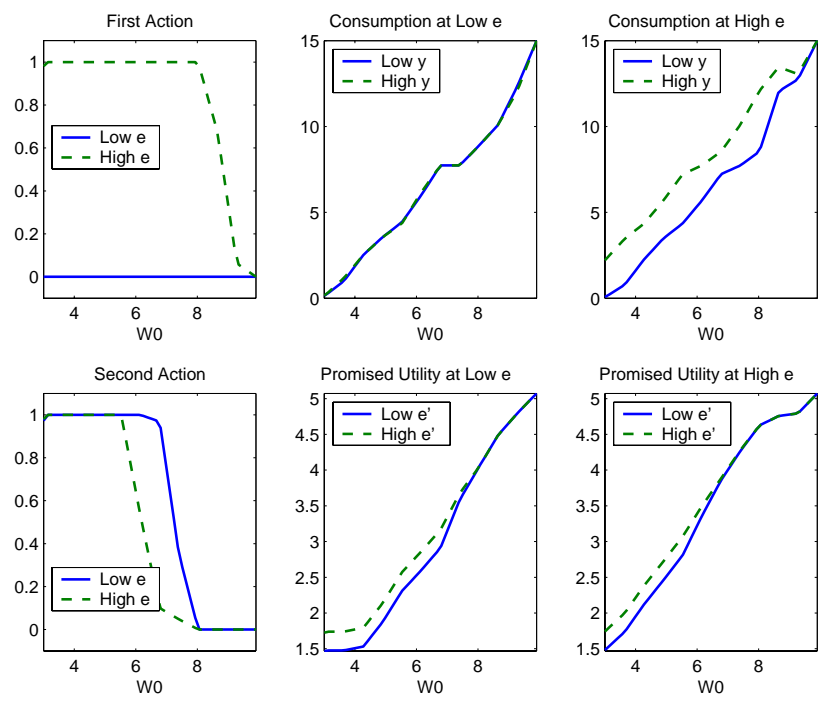 First Action
1
0.8
0.6
0.4
0.2
0
Low e
High e
4
6
8
W0
Consumption at Low e
15
10
5
0
Low y
High y
4
6
8
W0
Consumption at High e
15
10
5
0
Low y
High y
4
6
8
W0
Second Action
1
0.8
0.6
0.4
0.2
0
Low e
High e
4
6
8
W0
Promised Utility at Low e
5
4.5
4
3.5
3
2.5
2
1.5
Low e’
High e’
4
6
8
W0
Promised Utility at High e
5
4.5
4
3.5
3
2.5
2
1.5
Low e’
High e’
4
6
8
W0